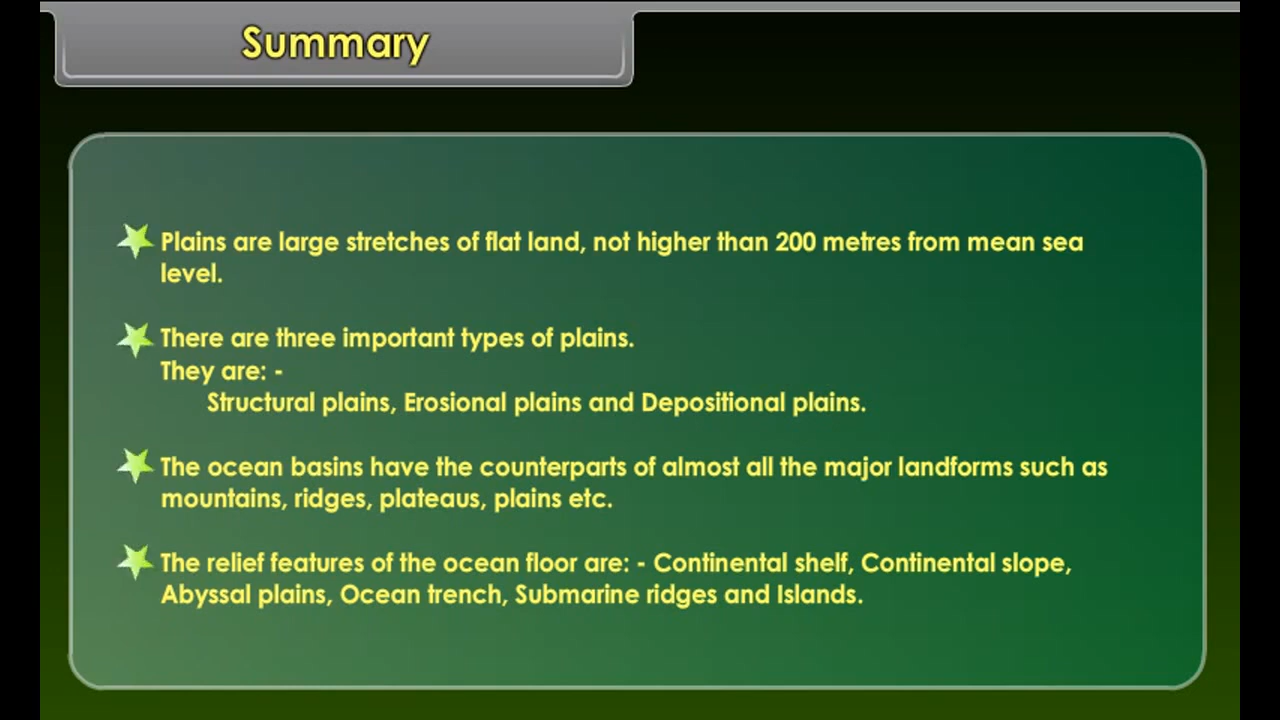 Summary
Plains are large stretches of flat land, not higher than 200 metres from mean sea
level.
There are three important types of plains.
They are: -
Structural plains, Erosional plains and Depositional plains.
The ocean basins have the counterparts of almost all the major landforms such as
mountains, ridges, plateaus, plains etc.
The relief features of the ocean floor are: - Continental shelf, Continental slope,
Abyssal plains, Ocean trench, Submarine ridges and Islands.